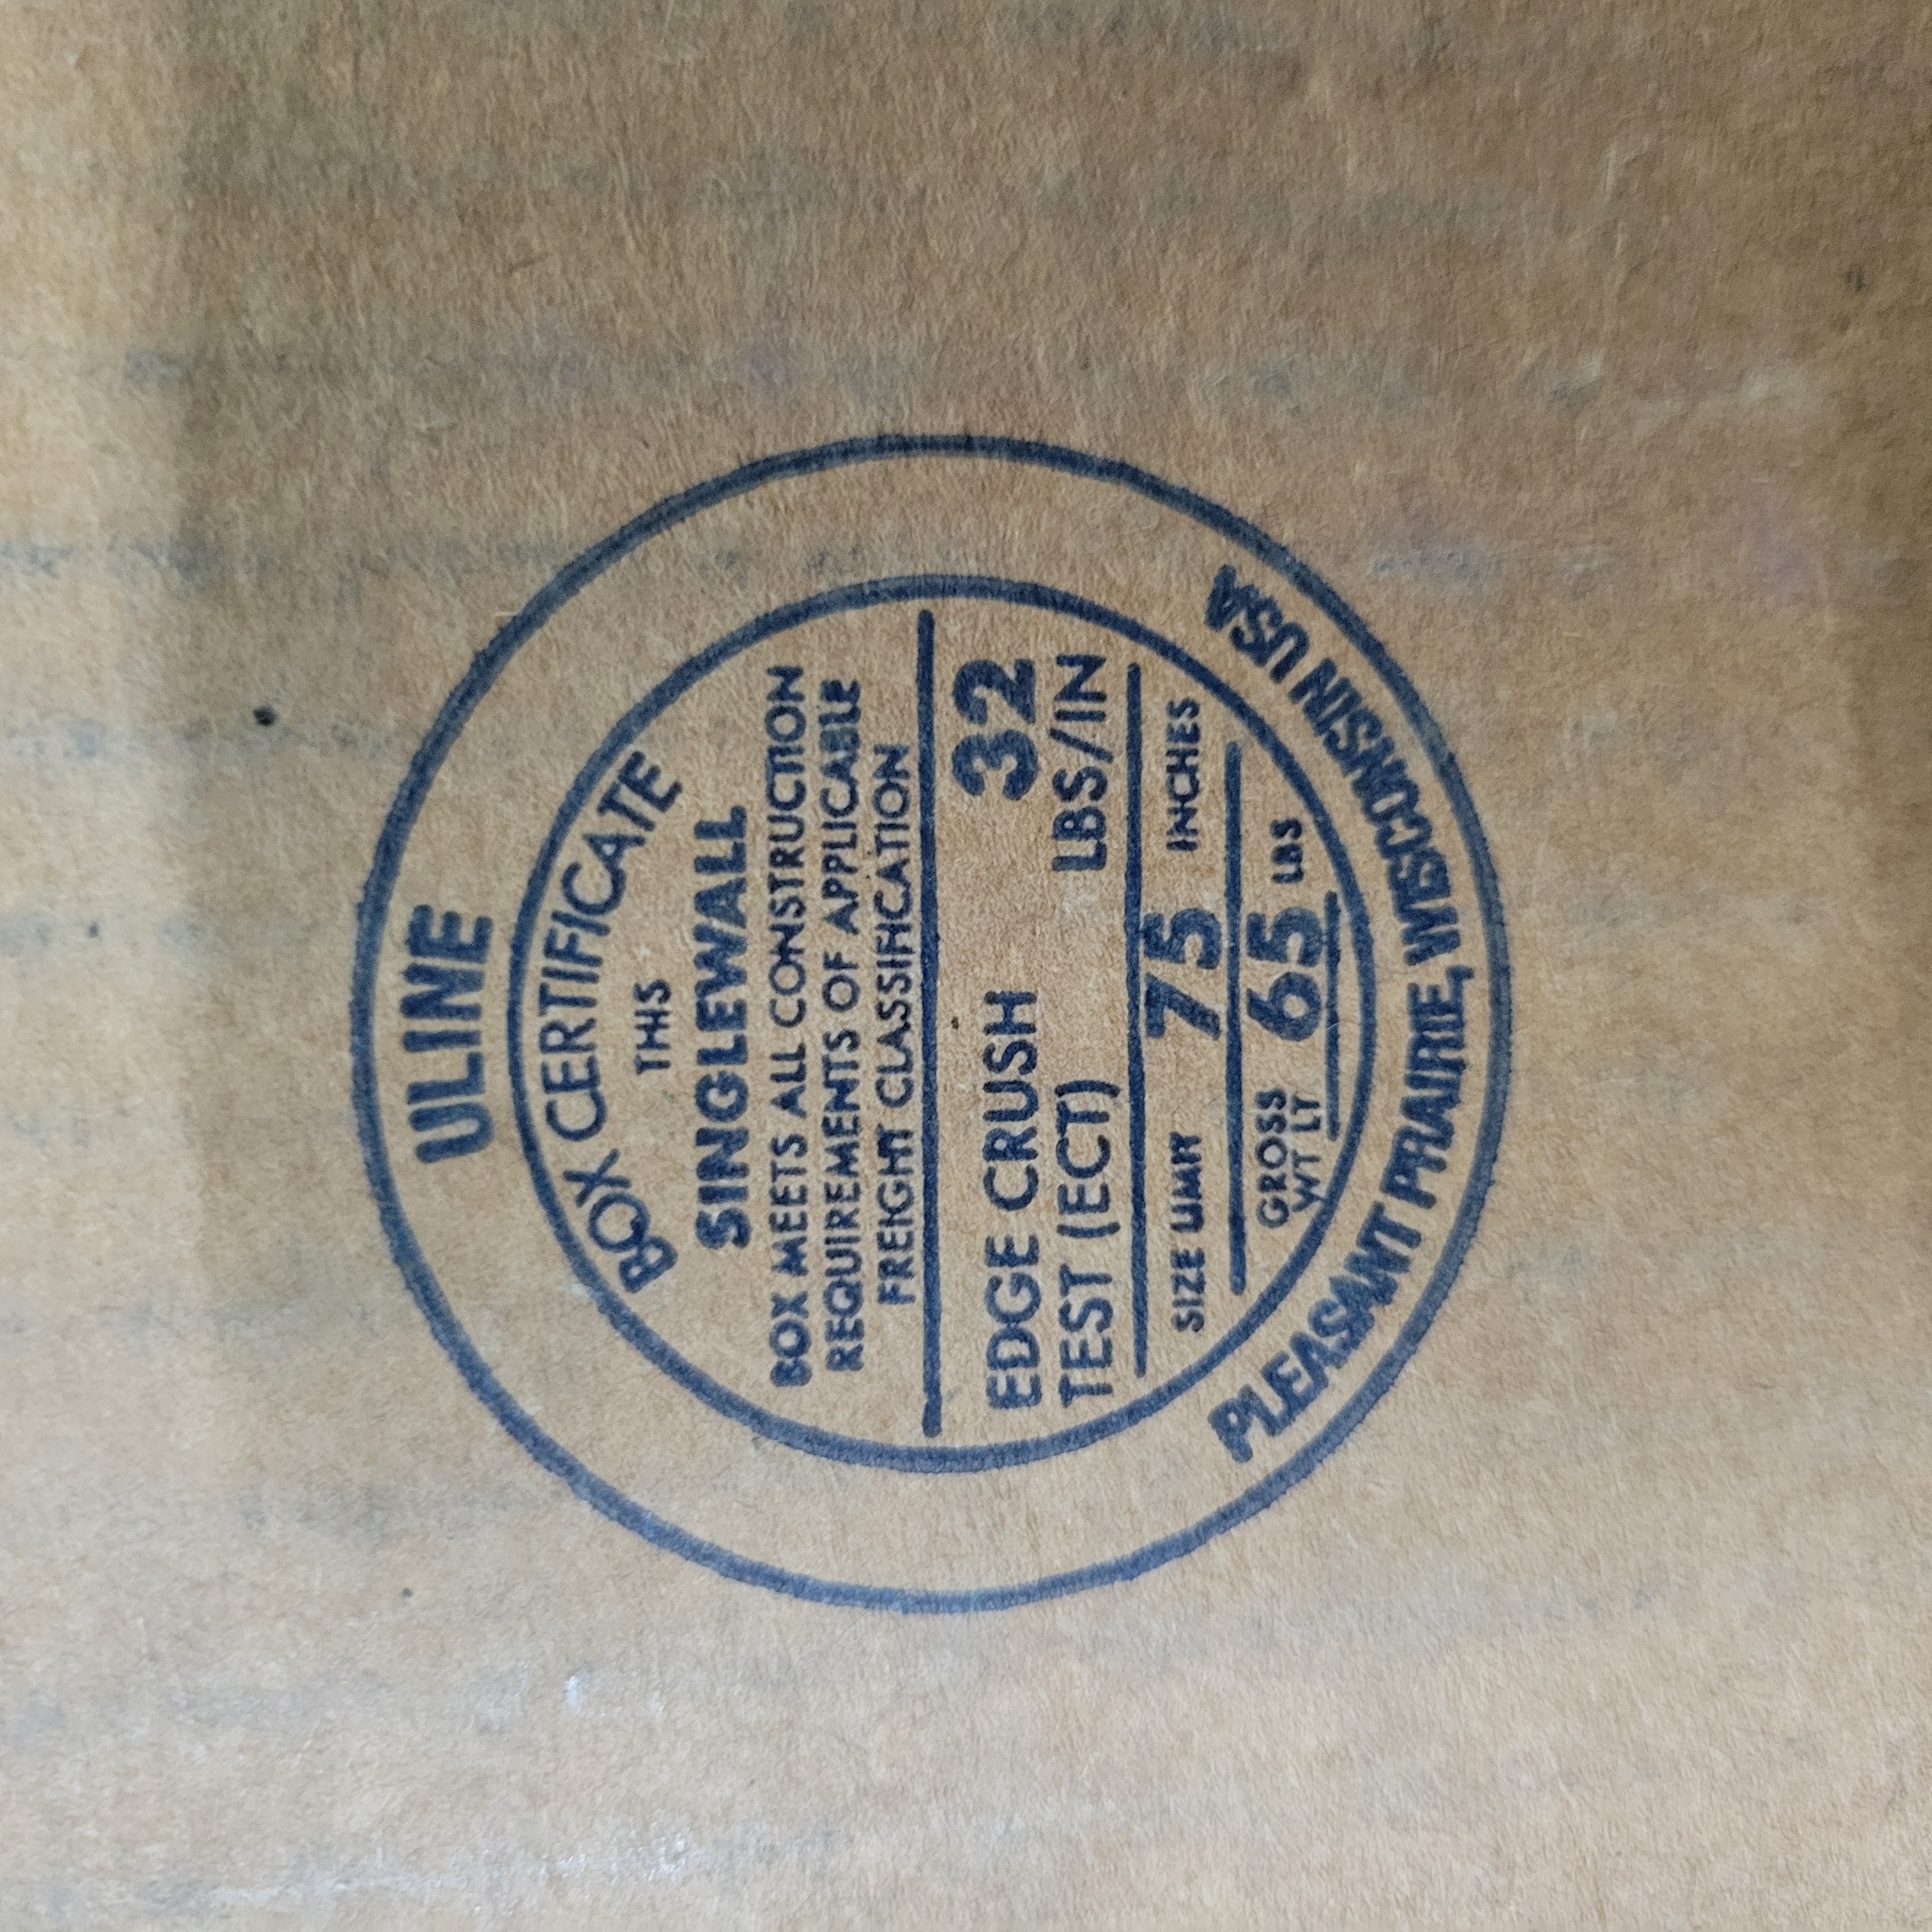 ULINE
BOX CERTIFICATE
THIS
SINGLEWALL
BOX MEETS ALL CONSTRUCTION
REQUIREMENTS OF APPLICABLE
FREIGHT CLASSIFICATION
EDGE CRUSH 32
TEST (ECT) LBS/IN
SIZE LIMIT 75 INCHES
GROSS 65 LBS
WT LT
PLEASANT PRAIRIE, WISCONSIN USA